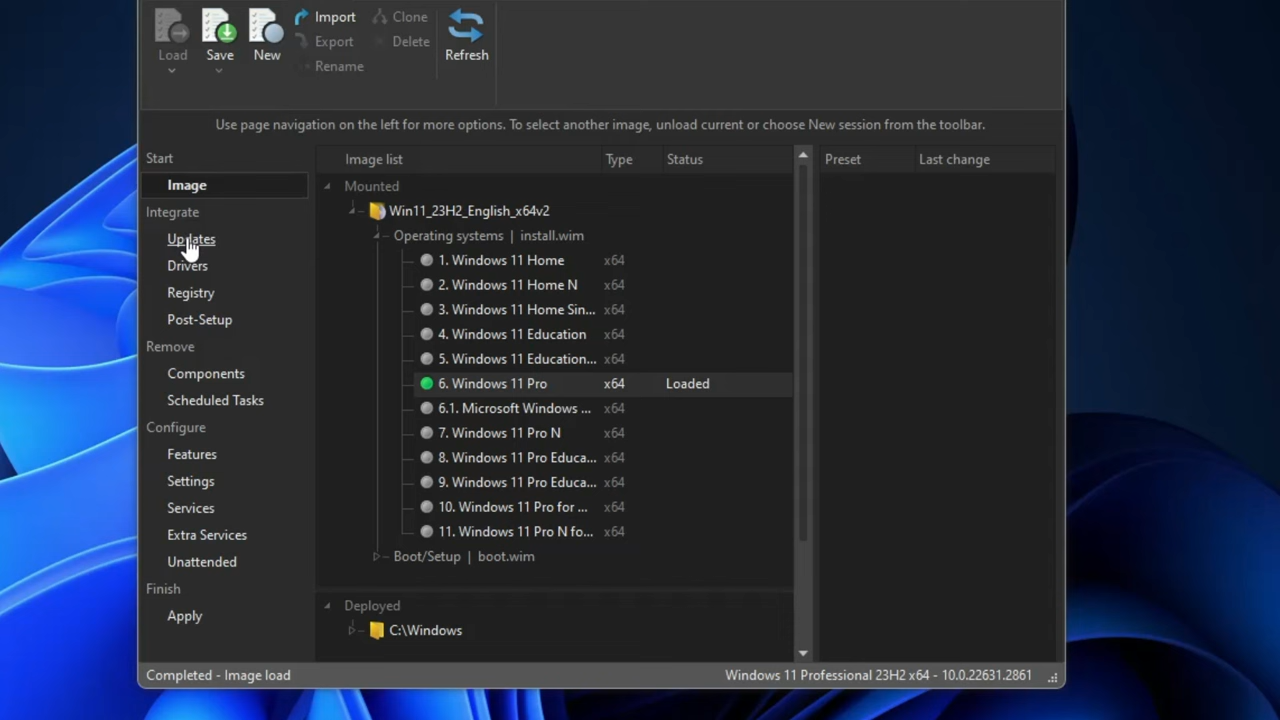 Load
Save
New
Import
Export
Rename
Clone
Delete
Refresh
Use page navigation on the left for more options. To select another image, unload current or choose New session from the toolbar.
Start
Image
Integrate
Updates
Drivers
Registry
Post-Setup
Remove
Components
Scheduled Tasks
Configure
Features
Settings
Services
Extra Services
Unattended
Finish
Apply
Image list Type Status
Mounted
Win11_23H2_English_x64v2
Operating systems | install.wim
1. Windows 11 Home x64
2. Windows 11 Home N x64
3. Windows 11 Home Sin... x64
4. Windows 11 Education x64
5. Windows 11 Education... x64
6. Windows 11 Pro x64 Loaded
6.1. Microsoft Windows ... x64
7. Windows 11 Pro N x64
8. Windows 11 Pro Educa... x64
9. Windows 11 Pro Educa... x64
10. Windows 11 Pro for ... x64
11. Windows 11 Pro N fo... x64
Boot/Setup | boot.wim
Deployed
C:\Windows
Preset Last change
Completed - Image load
Windows 11 Professional 23H2 x64 - 10.0.22631.2861